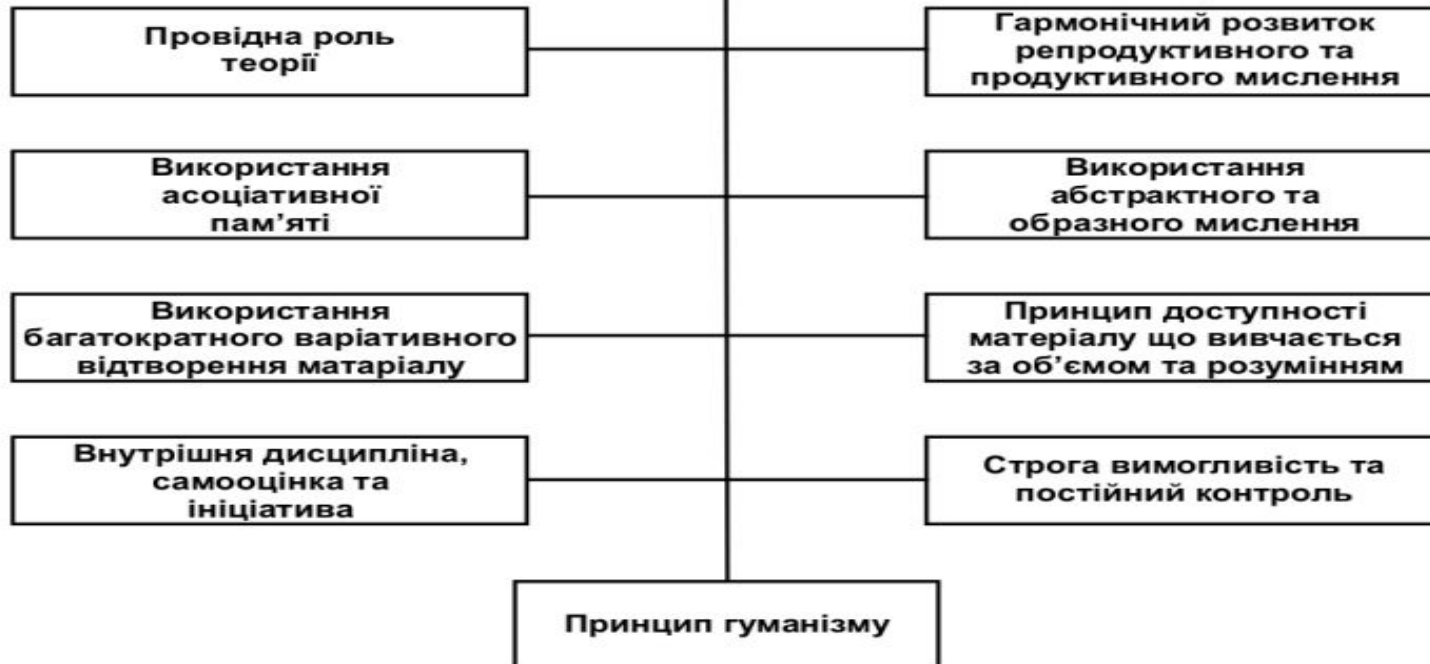 Провідна роль
теорії
Гармонічний розвиток
репродуктивного та
продуктивного мислення
Використання
асоціативної
пам’яті
Використання
абстрактного та
образного мислення
Використання
багатократного варіативного
відтворення матаріалу
Принцип доступності
матеріалу що вивчається
за об’ємом та розумінням
Внутрішня дисципліна,
самооцінка та
ініціатива
Строга вимогливість та
постійний контроль
Принцип гуманізму